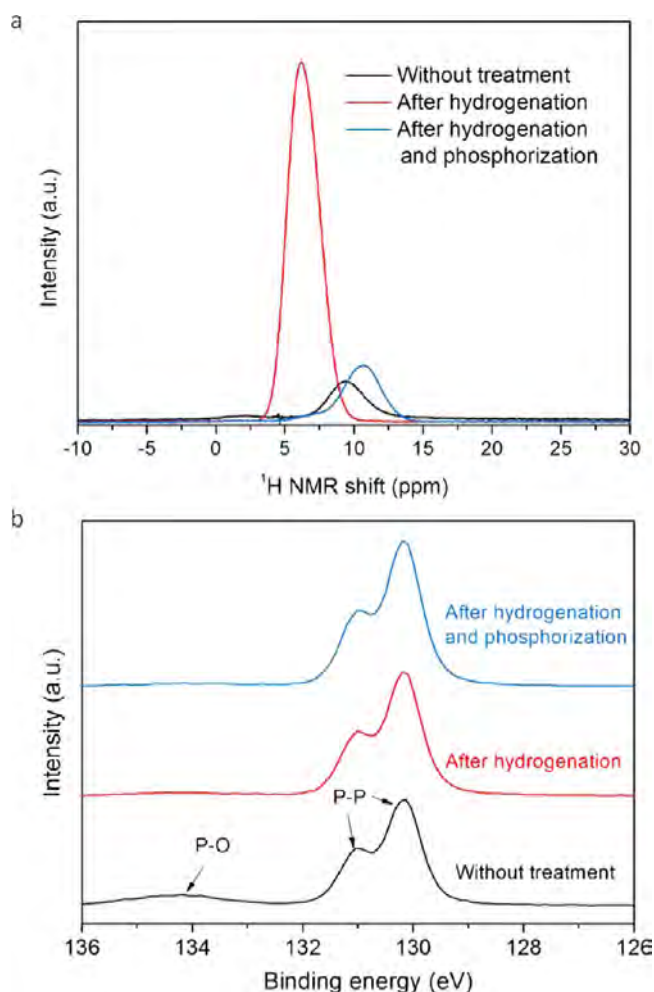 a
Without treatment
After hydrogenation
After hydrogenation
and phosphorization
Intensity (a.u.)
-10 -5 0 5 10 15 20 25 30
¹H NMR shift (ppm)
b
After hydrogenation
and phosphorization
After hydrogenation
P-P
P-O
Without treatment
Intensity (a.u.)
136 134 132 130 128 126
Binding energy (eV)